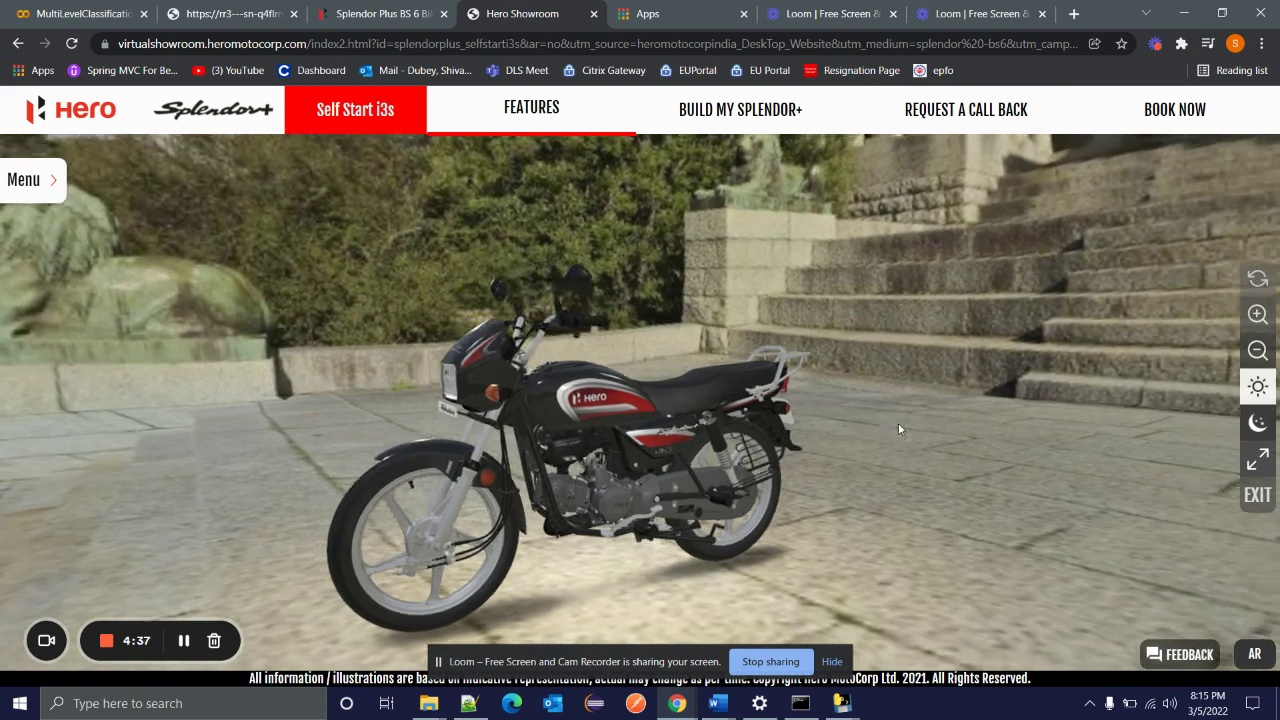 MultiLevelClassificatio
https://rr3---sn-q4flrn
Splendor Plus BS 6 Bik
Hero Showroom
Apps
Loom | Free Screen &
Loom | Free Screen &
virtualshowroom.heromotocorp.com/index2.html?id=splendorplus_selfstarti3s&at=no&utm_source=heromotocorpindia_DeskTop_Website&utm_medium=splendor%20-bs6&utm_camp...
S
Apps
Spring MVC For Be...
(3) YouTube
Dashboard
Mail - Dubey, Shiva...
DLS Meet
Citrix Gateway
EUPortal
EU Portal
Resignation Page
epfo
Reading list
Hero
Splendor+
Self Start i3s
FEATURES
BUILD MY SPLENDOR+
REQUEST A CALL BACK
BOOK NOW
Menu
Hero
Splendor+
EXIT
4:37
Loom – Free Screen and Cam Recorder is sharing your screen.
Stop sharing
Hide
FEEDBACK
AR
All information / illustrations are based on indicative representation, actual may change as per time. Copyright Hero MotoCorp Ltd. 2021. All Rights Reserved.
Type here to search
8:15 PM
3/5/2022